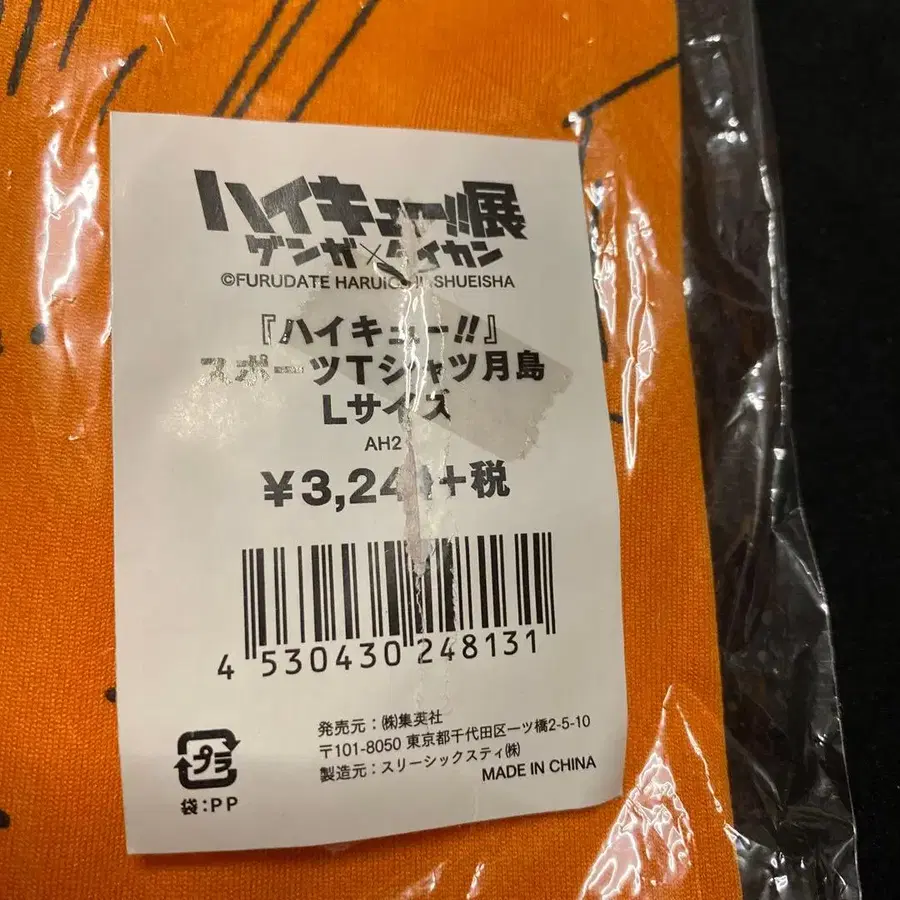 ハイキュー!!展
ゲンガ×タイカン
©FURUDATE HARUICHI, SHUEISHA
『ハイキュー!!』
スポーツTシャツ月島
Lサイズ
AH2
+税
4 530430 248131
発売元:㈱集英社
〒101-8050 東京都千代田区一ツ橋2-5-10
製造元:スリーシックスティ㈱
MADE IN CHINA
プラ
袋:PP